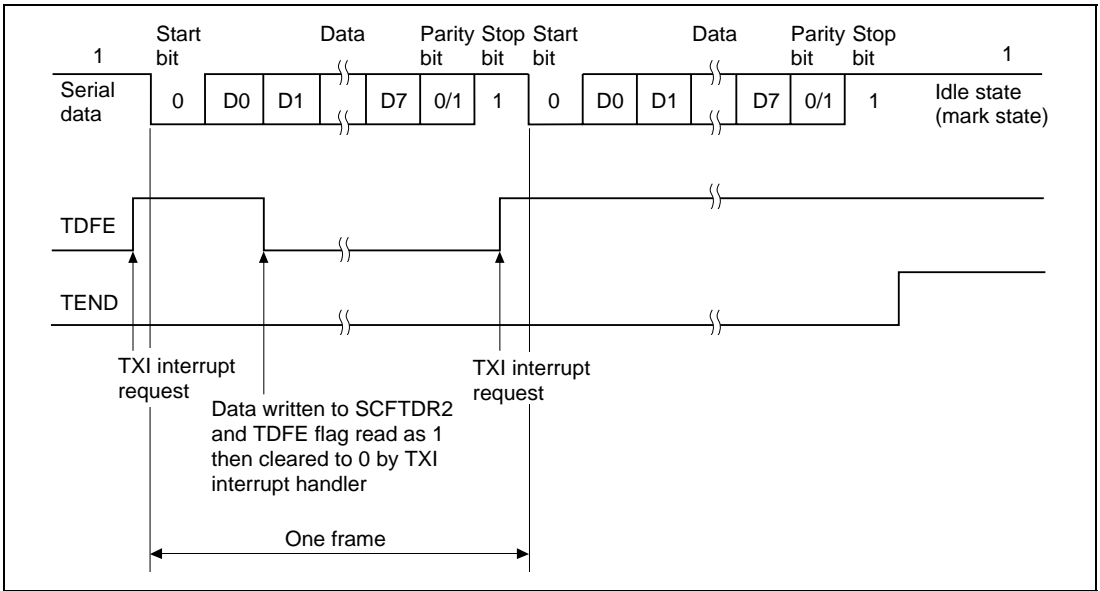 Start bit Data Parity bit Stop bit Start bit Data Parity bit Stop bit
1 1
Serial data 0 D0 D1 D7 0/1 1 0 D0 D1 D7 0/1 1 Idle state (mark state)
TDFE
TEND
TXI interrupt request
TXI interrupt request
Data written to SCFTDR2
and TDFE flag read as 1
then cleared to 0 by TXI
interrupt handler
One frame